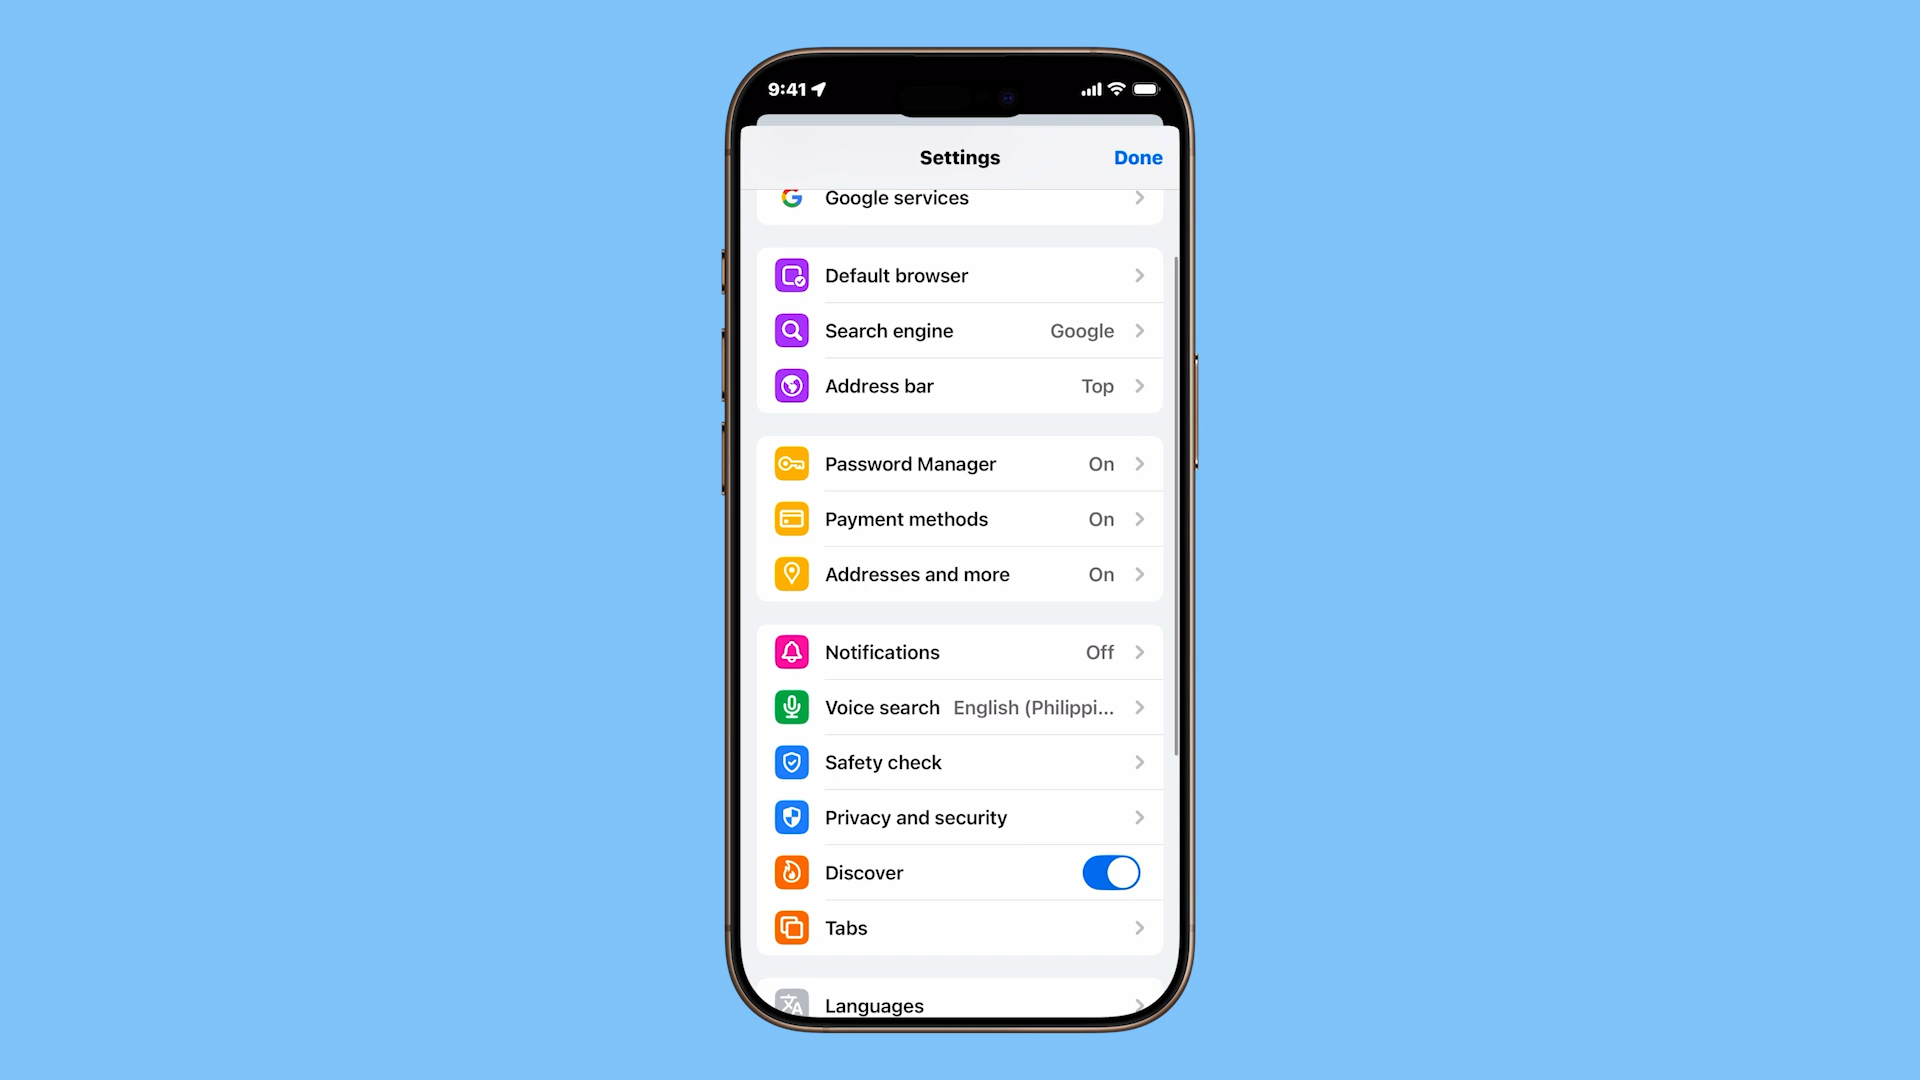 9:41
Settings
Done
Google services
Default browser
Search engine Google
Address bar Top
Password Manager On
Payment methods On
Addresses and more On
Notifications Off
Voice search English (Philippi...
Safety check
Privacy and security
Discover
Tabs
Languages